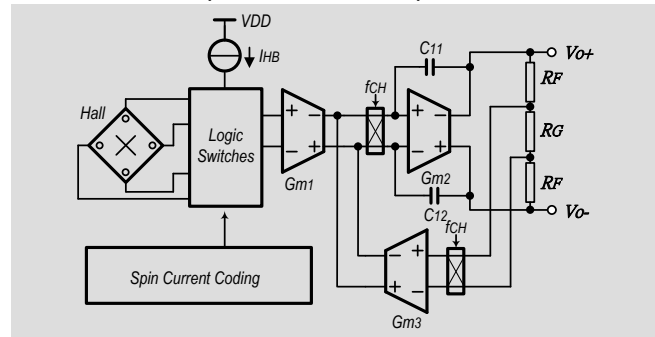 VDD
IHB
Hall
Logic
Switches
+
−
−
+
Gm1
fCH
C11
+
−
−
+
Gm2
C12
fCH
Vo+
RF
RG
RF
Vo-
−
+
+
−
Gm3
Spin Current Coding